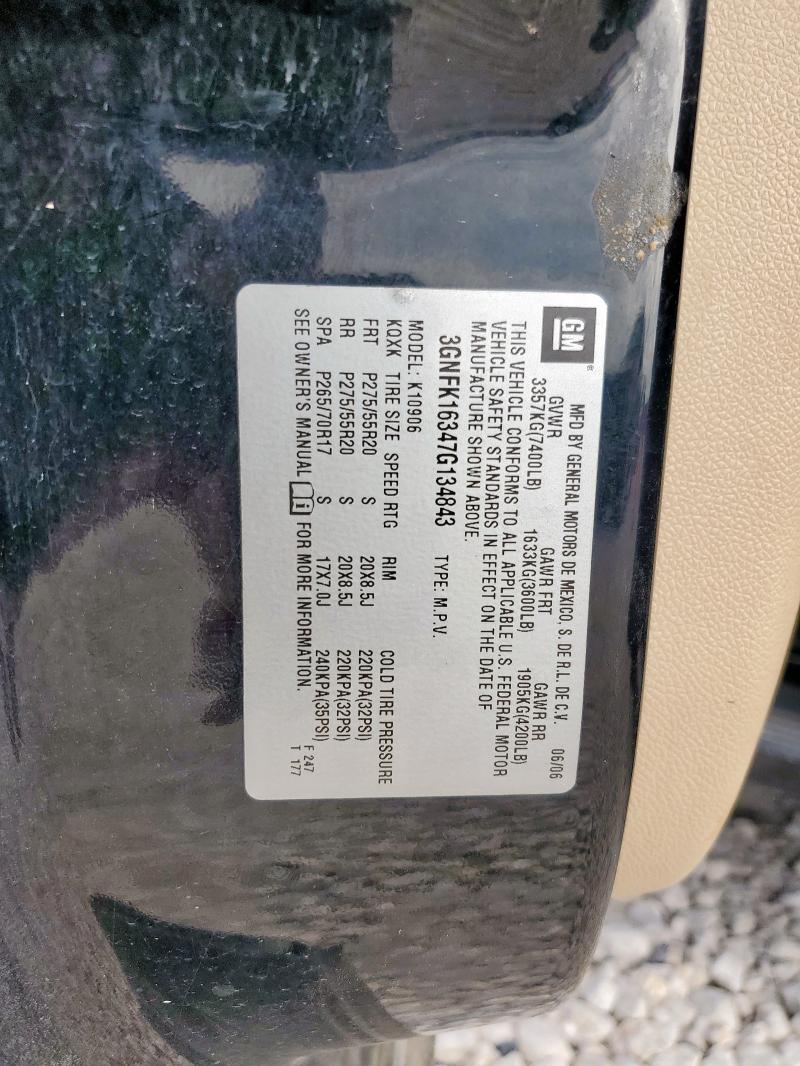 GM®
MFD BY GENERAL MOTORS DE MEXICO, S. DE R.L. DE C.V. 06/06
GVWR GAWR FRT GAWR RR
3357KG(7400LB) 1633KG(3600LB) 1905KG(4200LB)
THIS VEHICLE CONFORMS TO ALL APPLICABLE U.S. FEDERAL MOTOR
VEHICLE SAFETY STANDARDS IN EFFECT ON THE DATE OF
MANUFACTURE SHOWN ABOVE.
3GNFK16347G134843 TYPE: M.P.V.
MODEL: K10906
KQXK TIRE SIZE SPEED RTG RIM COLD TIRE PRESSURE
FRT P275/55R20 S 20X8.5J 220KPA(32PSI)
RR P275/55R20 S 20X8.5J 220KPA(32PSI)
SPA P265/70R17 S 17X7.0J 240KPA(35PSI)
SEE OWNER'S MANUAL FOR MORE INFORMATION.
F 247
T 177